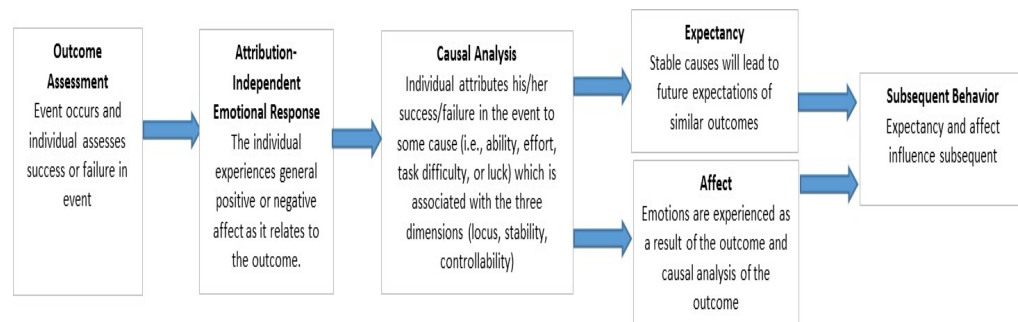 Outcome
Assessment
Event occurs and
individual assesses
success or failure in
event
Attribution-
Independent
Emotional Response
The individual
experiences general
positive or negative
affect as it relates to
the outcome.
Causal Analysis
Individual attributes his/her
success/failure in the event to
some cause (i.e., ability, effort,
task difficulty, or luck) which is
associated with the three
dimensions (locus, stability,
controllability)
Expectancy
Stable causes will lead to
future expectations of
similar outcomes
Affect
Emotions are experienced as
a result of the outcome and
causal analysis of the
outcome
Subsequent Behavior
Expectancy and affect
influence subsequent